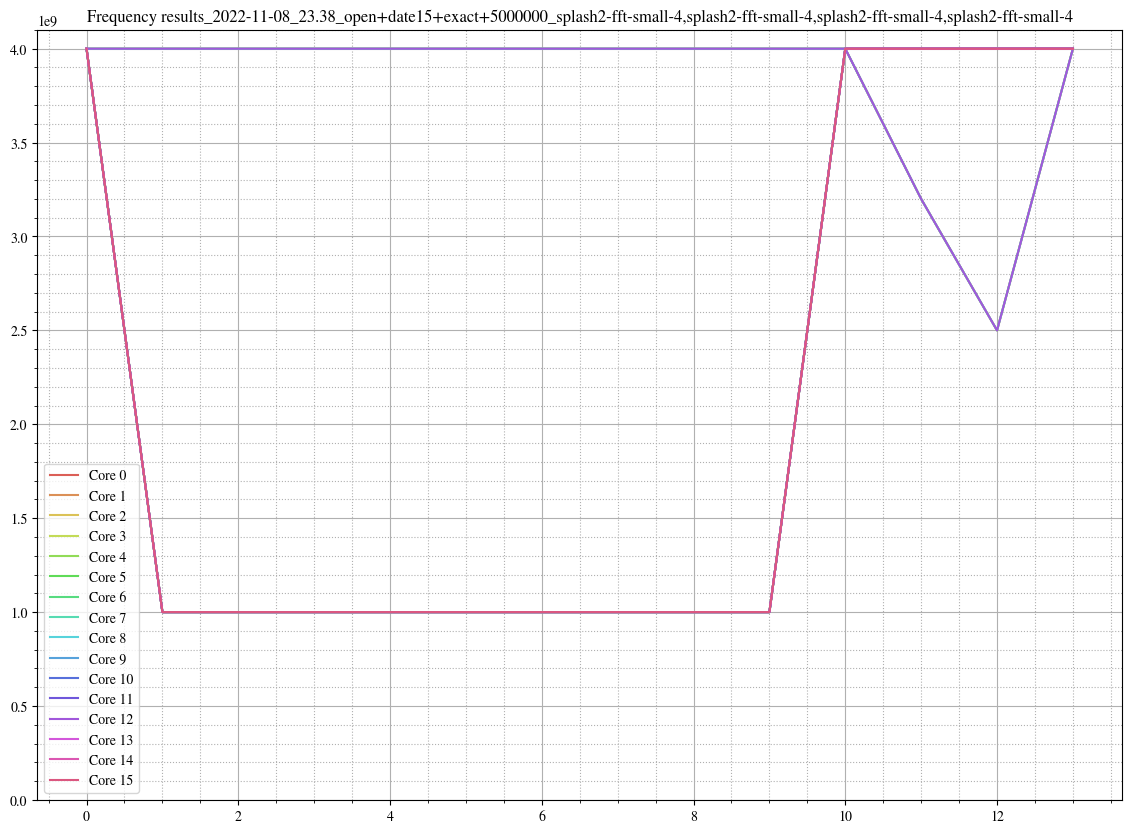 Frequency results_2022-11-08_23.38_open+date15+exact+5000000_splash2-fft-small-4,splash2-fft-small-4,splash2-fft-small-4,splash2-fft-small-4
1e9
4.0
3.5
3.0
2.5
2.0
1.5
1.0
0.5
0.0
Core 0
Core 1
Core 2
Core 3
Core 4
Core 5
Core 6
Core 7
Core 8
Core 9
Core 10
Core 11
Core 12
Core 13
Core 14
Core 15
0 2 4 6 8 10 12